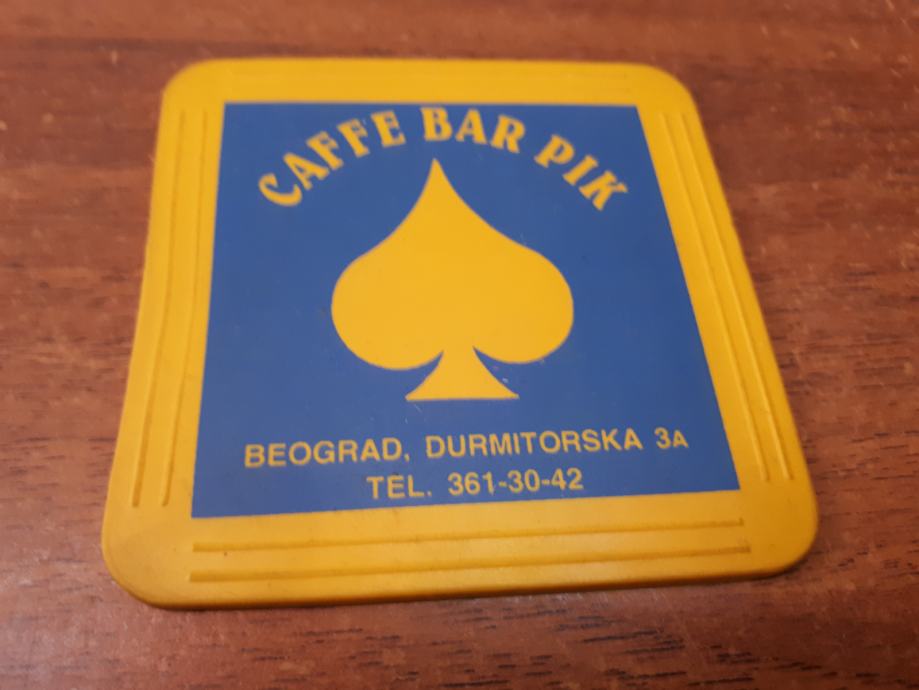 CAFFE BAR PIK
BEOGRAD, DURMITORSKA 3A
TEL. 361-30-42